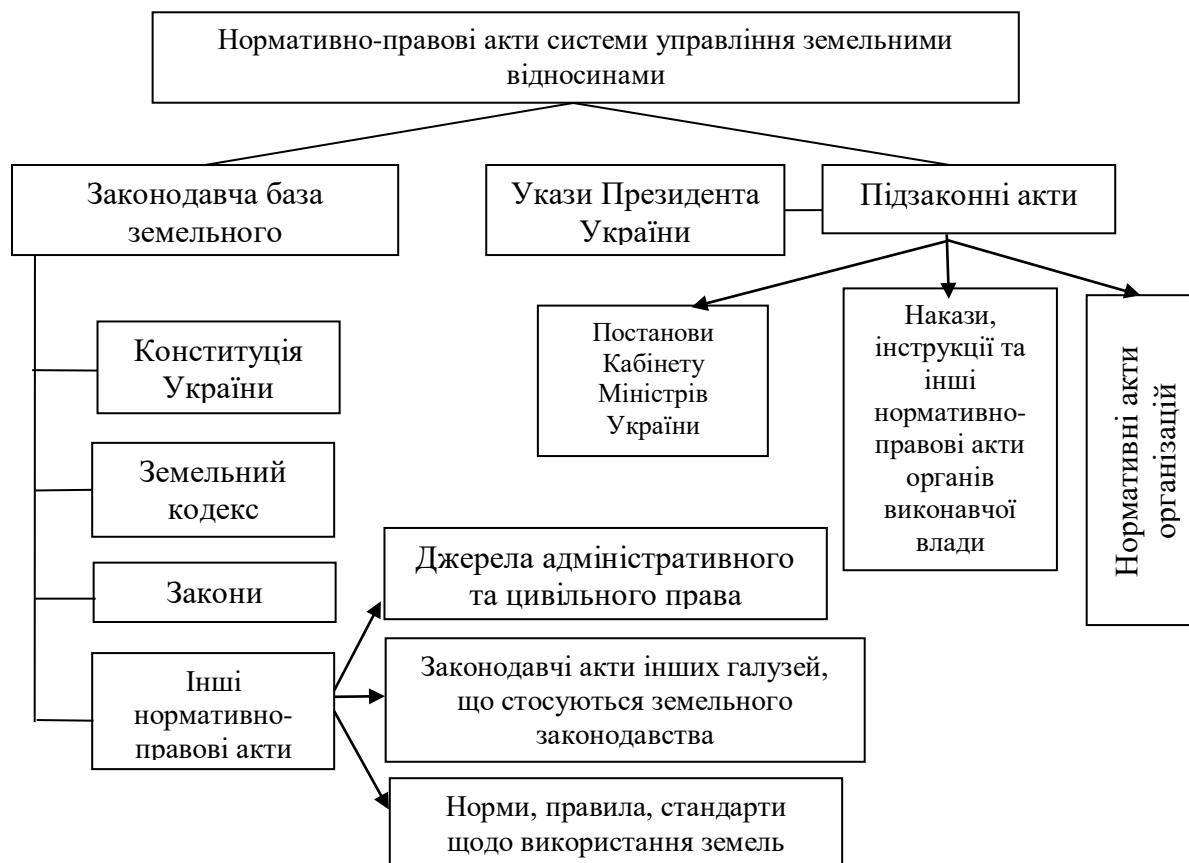 Нормативно-правові акти системи управління земельними
відносинами
Законодавча база
земельного
Укази Президента
України
Підзаконні акти
Конституція
України
Земельний
кодекс
Закони
Інші
нормативно-
правові акти
Постанови
Кабінету
Міністрів
України
Накази,
інструкції та
інші
нормативно-
правові акти
органів
виконавчої
влади
Нормативні акти
організацій
Джерела адміністративного
та цивільного права
Законодавчі акти інших галузей,
що стосуються земельного
законодавства
Норми, правила, стандарти
щодо використання земель